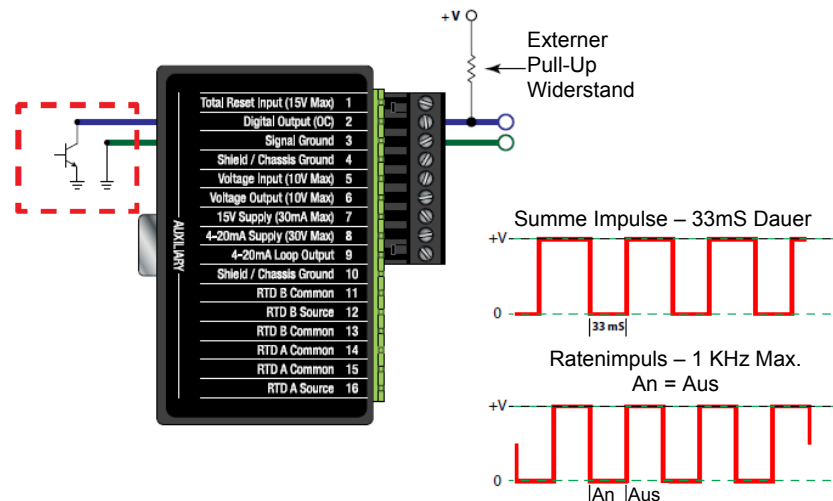 +V
Externer
Pull-Up
Widerstand
Total Reset Input (15V Max) 1
Digital Output (OC) 2
Signal Ground 3
Shield / Chassis Ground 4
Voltage Input (10V Max) 5
Voltage Output (10V Max) 6
15V Supply (30mA Max) 7
4-20mA Supply (30V Max) 8
4-20mA Loop Output 9
Shield / Chassis Ground 10
RTD B Common 11
RTD B Source 12
RTD B Common 13
RTD A Common 14
RTD A Common 15
RTD A Source 16
AUXILIARY
Summe Impulse – 33mS Dauer
+V
0
33 mS
Ratenimpuls – 1 KHz Max.
An = Aus
+V
0
An Aus